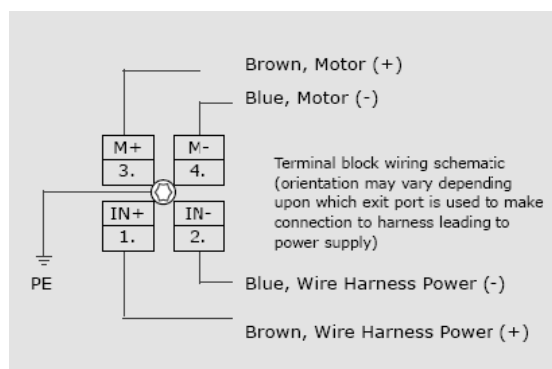 Brown, Motor (+)
Blue, Motor (-)
M+
M-
3.
4.
Terminal block wiring schematic
(orientation may vary depending
upon which exit port is used to make
connection to harness leading to
power supply)
IN+
IN-
1.
2.
PE
Blue, Wire Harness Power (-)
Brown, Wire Harness Power (+)